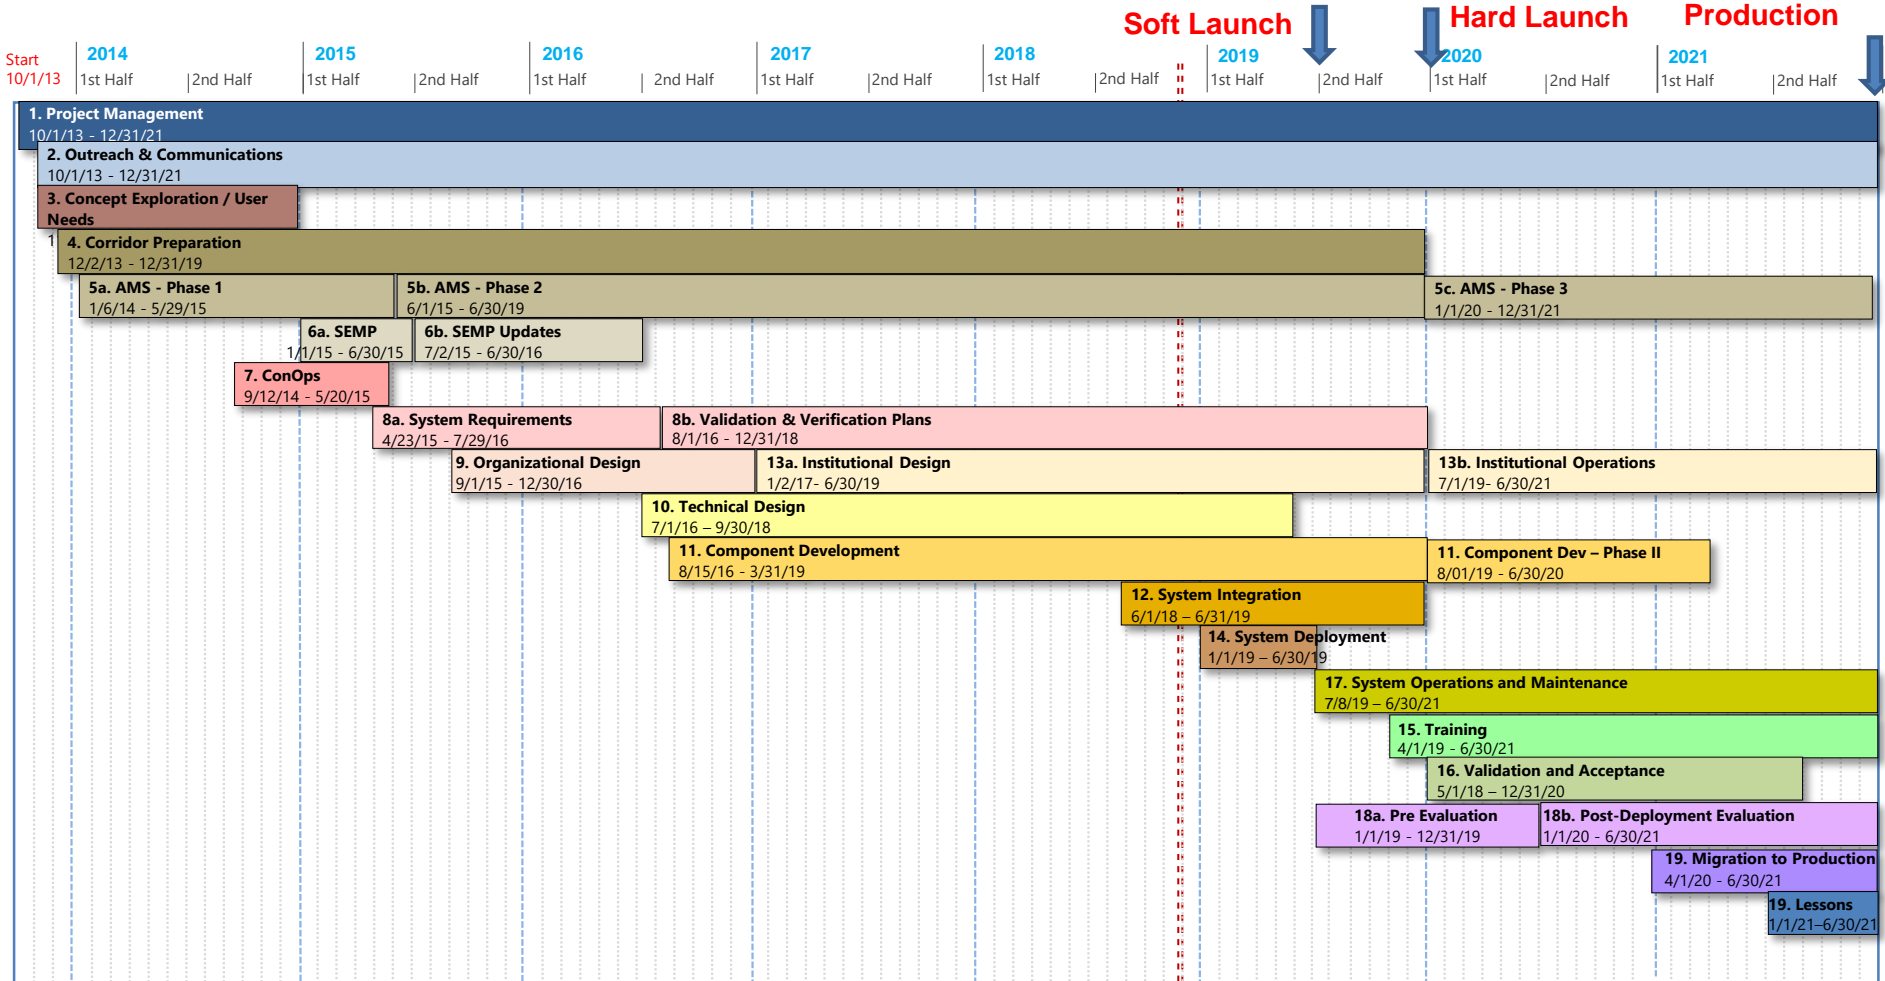 Soft Launch
Hard Launch
Production
Start
10/1/13
2014
2015
2016
2017
2018
2019
2020
2021
1st Half
2nd Half
1st Half
2nd Half
1st Half
2nd Half
1st Half
2nd Half
1st Half
2nd Half
1st Half
2nd Half
1st Half
2nd Half
1st Half
2nd Half
1. Project Management
10/1/13 - 12/31/21
2. Outreach & Communications
10/1/13 - 12/31/21
3. Concept Exploration / User
Needs
1
4. Corridor Preparation
12/2/13 - 12/31/19
5a. AMS - Phase 1
1/6/14 - 5/29/15
5b. AMS - Phase 2
6/1/15 - 6/30/19
5c. AMS - Phase 3
1/1/20 - 12/31/21
6a. SEMP
1/1/15 - 6/30/15
6b. SEMP Updates
7/2/15 - 6/30/16
7. ConOps
9/12/14 - 5/20/15
8a. System Requirements
4/23/15 - 7/29/16
8b. Validation & Verification Plans
8/1/16 - 12/31/18
9. Organizational Design
9/1/15 - 12/30/16
13a. Institutional Design
1/2/17- 6/30/19
13b. Institutional Operations
7/1/19- 6/30/21
10. Technical Design
7/1/16 – 9/30/18
11. Component Development
8/15/16 - 3/31/19
11. Component Dev – Phase II
8/01/19 - 6/30/20
12. System Integration
6/1/18 – 6/31/19
14. System Deployment
1/1/19 – 6/30/19
17. System Operations and Maintenance
7/8/19 – 6/30/21
15. Training
4/1/19 - 6/30/21
16. Validation and Acceptance
5/1/18 – 12/31/20
18a. Pre Evaluation
1/1/19 - 12/31/19
18b. Post-Deployment Evaluation
1/1/20 - 6/30/21
19. Migration to Production
4/1/20 - 6/30/21
19. Lessons
1/1/21–6/30/21